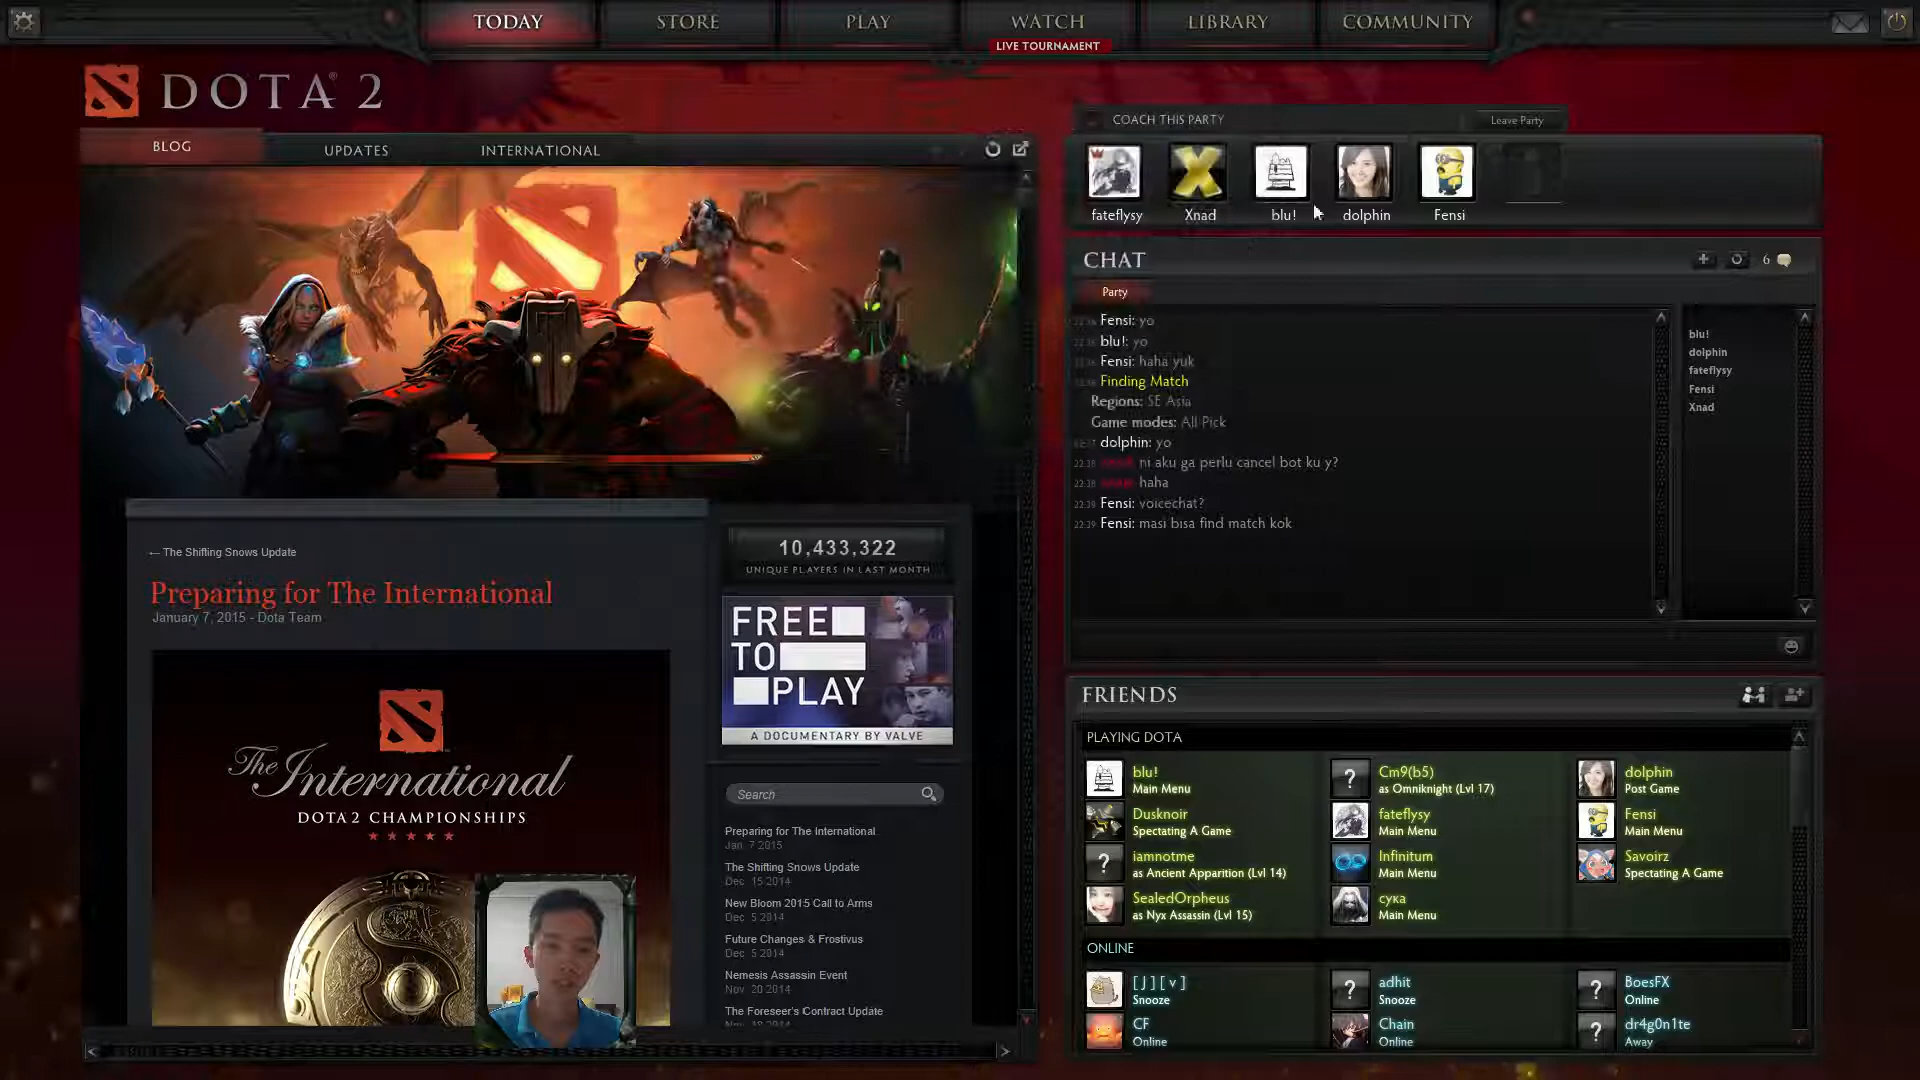 TODAY
STORE
PLAY
WATCH
LIVE TOURNAMENT
LIBRARY
COMMUNITY
DOTA® 2
BLOG
UPDATES
INTERNATIONAL
← The Shifting Snows Update
Preparing for The International
January 7, 2015 - Dota Team
The International
DOTA 2 CHAMPIONSHIPS
10,433,322
UNIQUE PLAYERS IN LAST MONTH
FREE
TO
PLAY
A DOCUMENTARY BY VALVE
Search
Preparing for The International
Jan 7 2015
The Shifting Snows Update
Dec 15 2014
New Bloom 2015 Call to Arms
Dec 5 2014
Future Changes & Frostivus
Dec 5 2014
Nemesis Assassin Event
Nov 20 2014
The Foreseer's Contract Update
COACH THIS PARTY
Leave Party
fateflysy
Xnad
blu!
dolphin
Fensi
CHAT
6
Party
Fensi: yo
blu!: yo
Fensi: haha yuk
Finding Match
Regions: SE Asia
Game modes: All Pick
dolphin: yo
22:38 ni aku ga perlu cancel bot ku y?
22:38 haha
22:39 Fensi: voicechat?
22:39 Fensi: masi bisa find match kok
blu!
dolphin
fateflysy
Fensi
Xnad
FRIENDS
PLAYING DOTA
blu!
Main Menu
Cm9(b5)
as Omniknight (Lvl 17)
dolphin
Post Game
Dusknoir
Spectating A Game
fateflysy
Main Menu
Fensi
Main Menu
iamnotme
as Ancient Apparition (Lvl 14)
Infinitum
Main Menu
Savoirz
Spectating A Game
SealedOrpheus
as Nyx Assassin (Lvl 15)
сука
Main Menu
ONLINE
[ J ] [ v ]
Snooze
adhit
Snooze
BoesFX
Online
CF
Online
Chain
Online
dr4g0n1te
Away